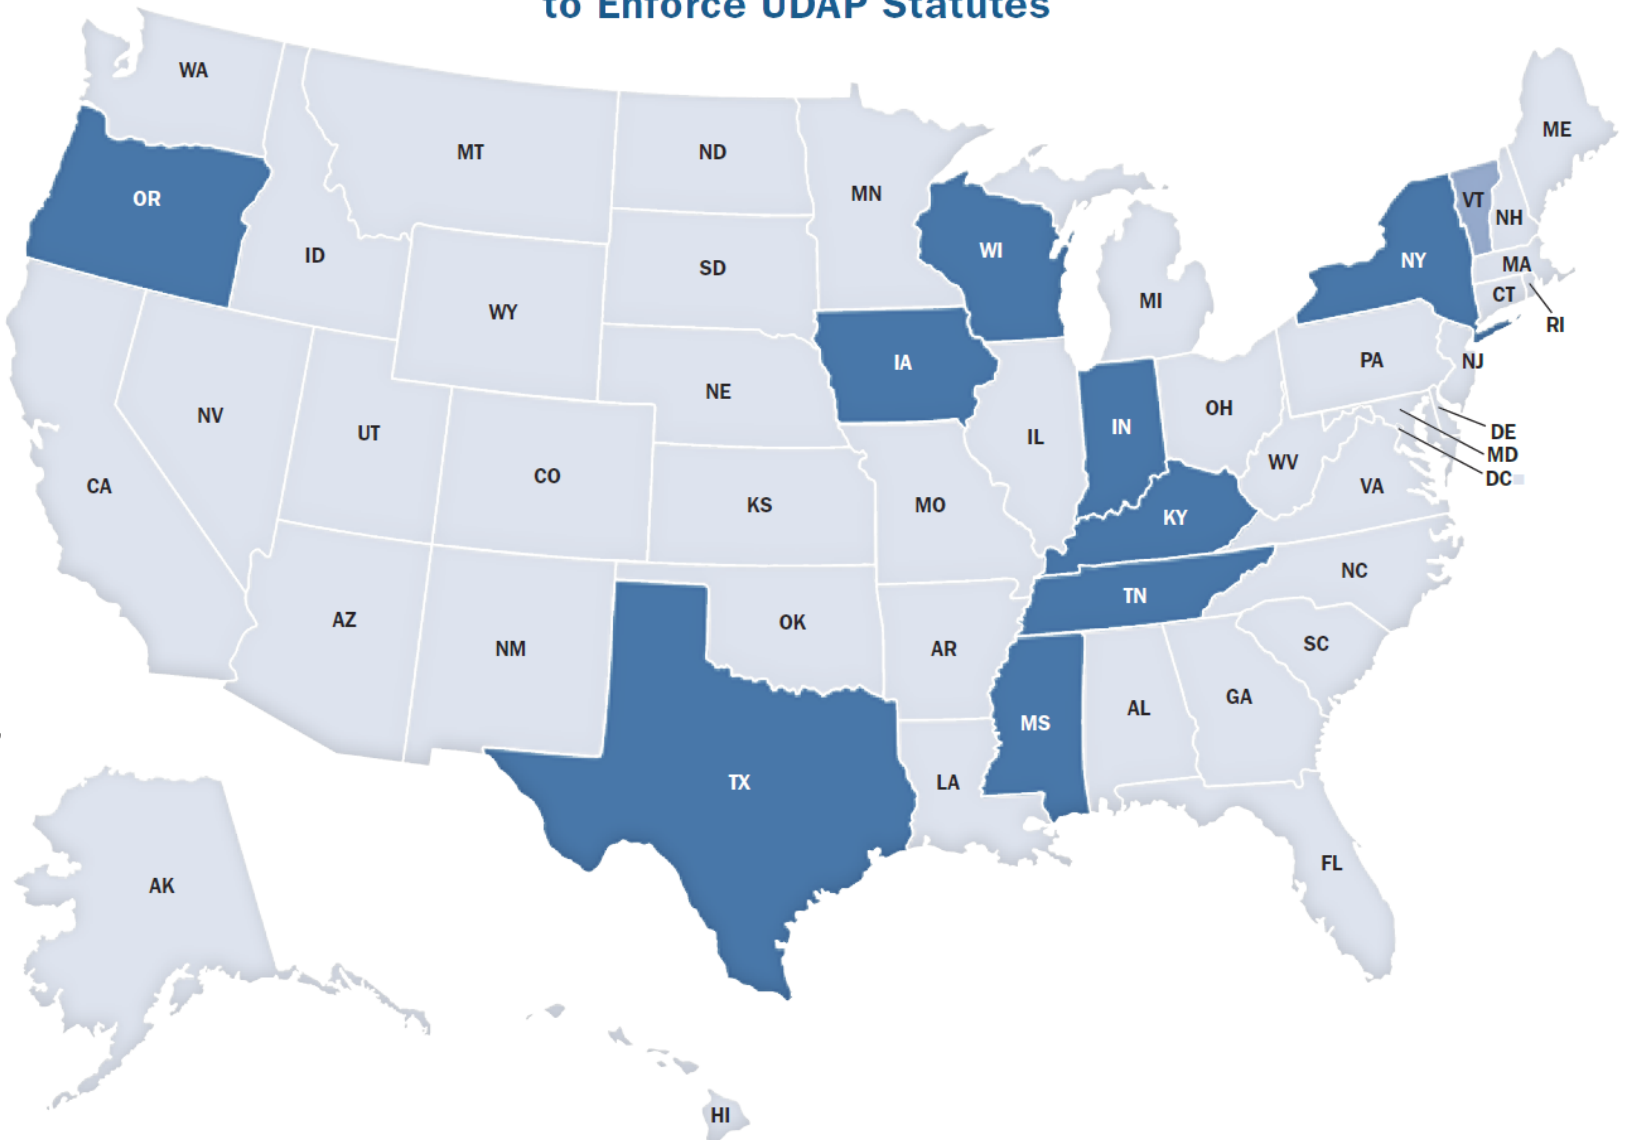 to Enforce UDAP Statutes
WA
OR
MT
ND
MN
ID
SD
WY
WI
MI
NY
VT
NH
ME
MA
CT
RI
IA
NE
PA
NJ
NV
UT
CO
CA
KS
MO
IL
IN
OH
WV
VA
DE
MD
DC
KY
NC
TN
AZ
NM
OK
AR
SC
MS
AL
GA
TX
LA
FL
AK
HI